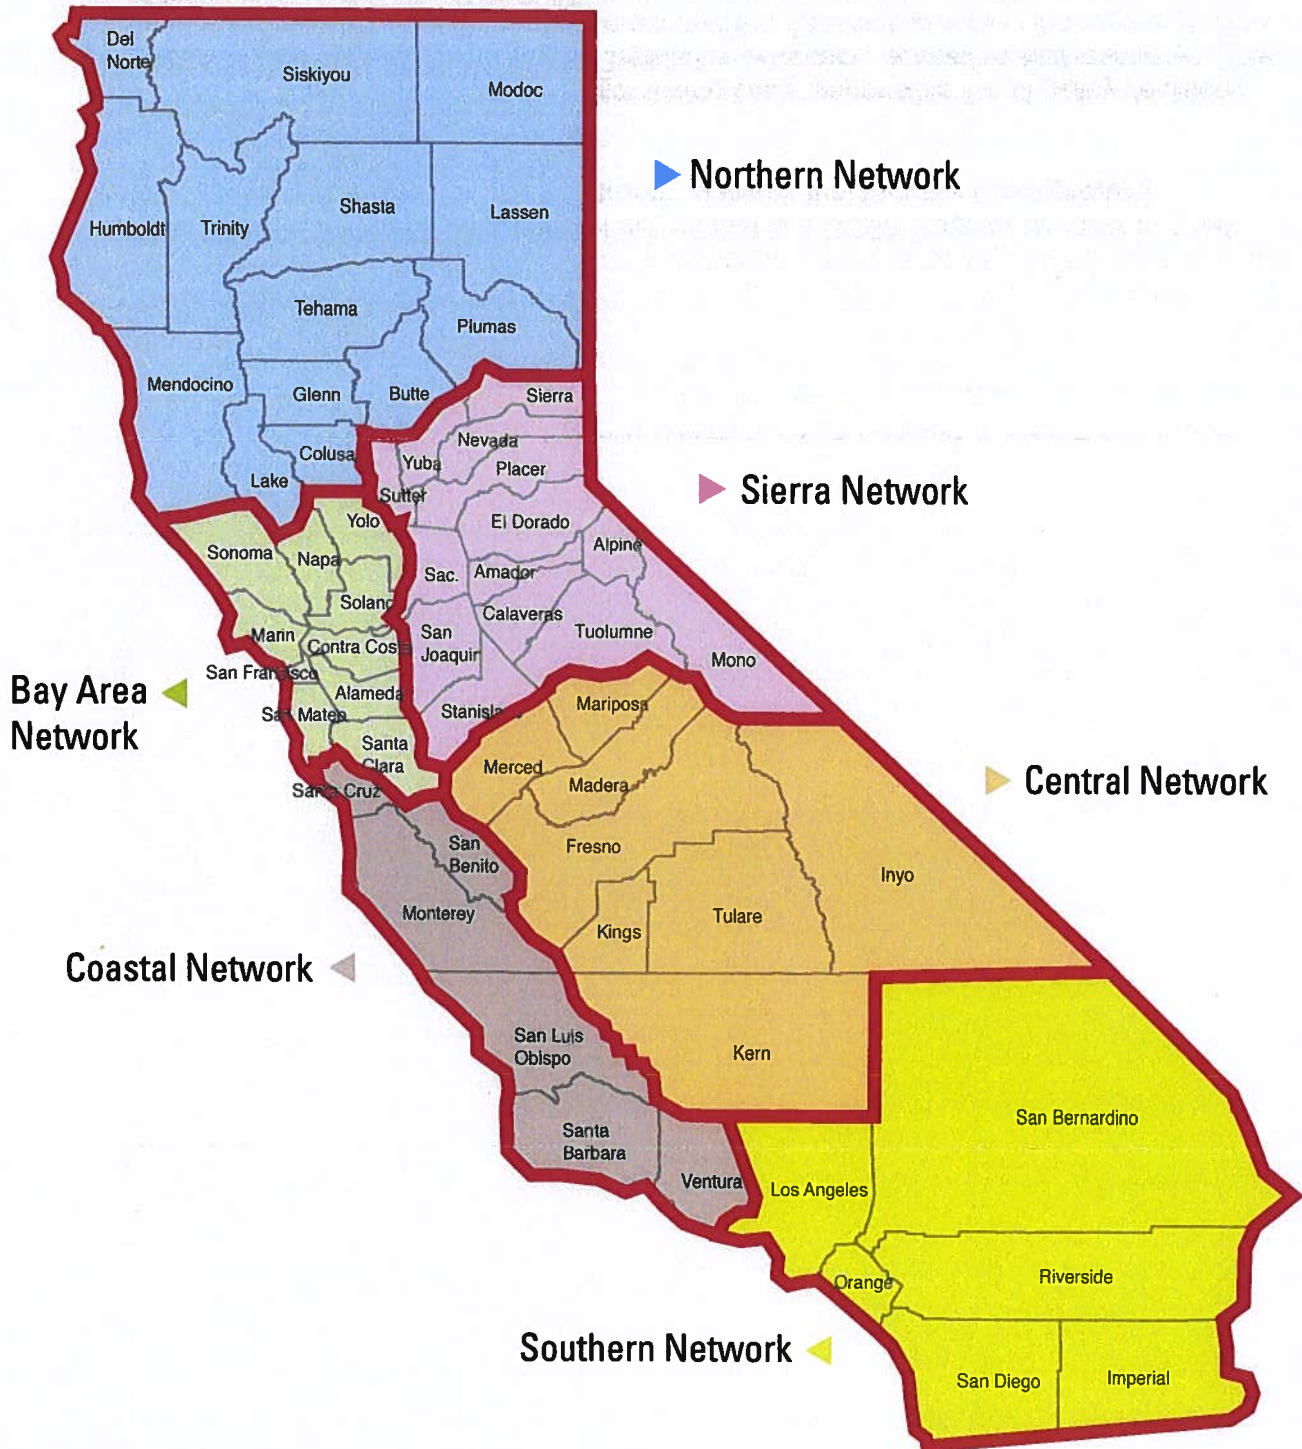 Del
Norte
Siskiyou
Modoc
Northern Network
Shasta
Lassen
Humboldt
Trinity
Tehama
Plumas
Mendocino
Glenn
Butte
Sierra
Nevada
Colusa
Yuba
Placer
Lake
Sutter
Sierra Network
Yolo
El Dorado
Sonoma
Napa
Alpine
Sac.
Amador
Solano
Calaveras
Marin
Contra Costa
San
Joaquin
Tuolumne
Mono
San Francisco
Bay Area
Network
Alameda
San Mateo
Stanislaus
Mariposa
Santa
Clara
Merced
Madera
Central Network
Santa Cruz
San
Benito
Fresno
Inyo
Monterey
Kings
Tulare
Coastal Network
San Luis
Obispo
Kern
San Bernardino
Santa
Barbara
Ventura
Los Angeles
Orange
Riverside
Southern Network
San Diego
Imperial